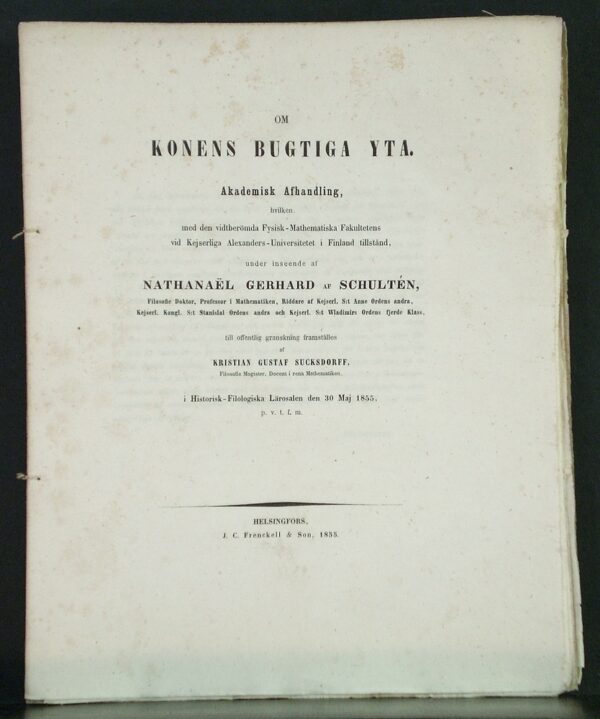 OM
KONENS BUGTIGA YTA.
Akademisk Afhandling,
hvilken
med den vidtberömda Fysisk-Mathematiska Fakultetens
vid Kejserliga Alexanders-Universitetet i Finland tillstånd,
under inseende af
NATHANAËL GERHARD AF SCHULTÉN,
Filosofie Doktor, Professor i Mathematiken, Riddare af Kejserl. S:t Anne Ordens andra,
Kejserl. Kongl. S:t Stanislai Ordens andra och Kejserl. S:t Wladimirs Ordens fjerde Klass,
till offentlig granskning framställes
af
KRISTIAN GUSTAF SUCKSDORFF,
Filosofie Magister, Docent i rena Mathematiken.
i Historisk-Filologiska Lärosalen den 30 Maj 1855,
p. v. t. f. m.
HELSINGFORS,
J. C. Frenckell & Son, 1855.